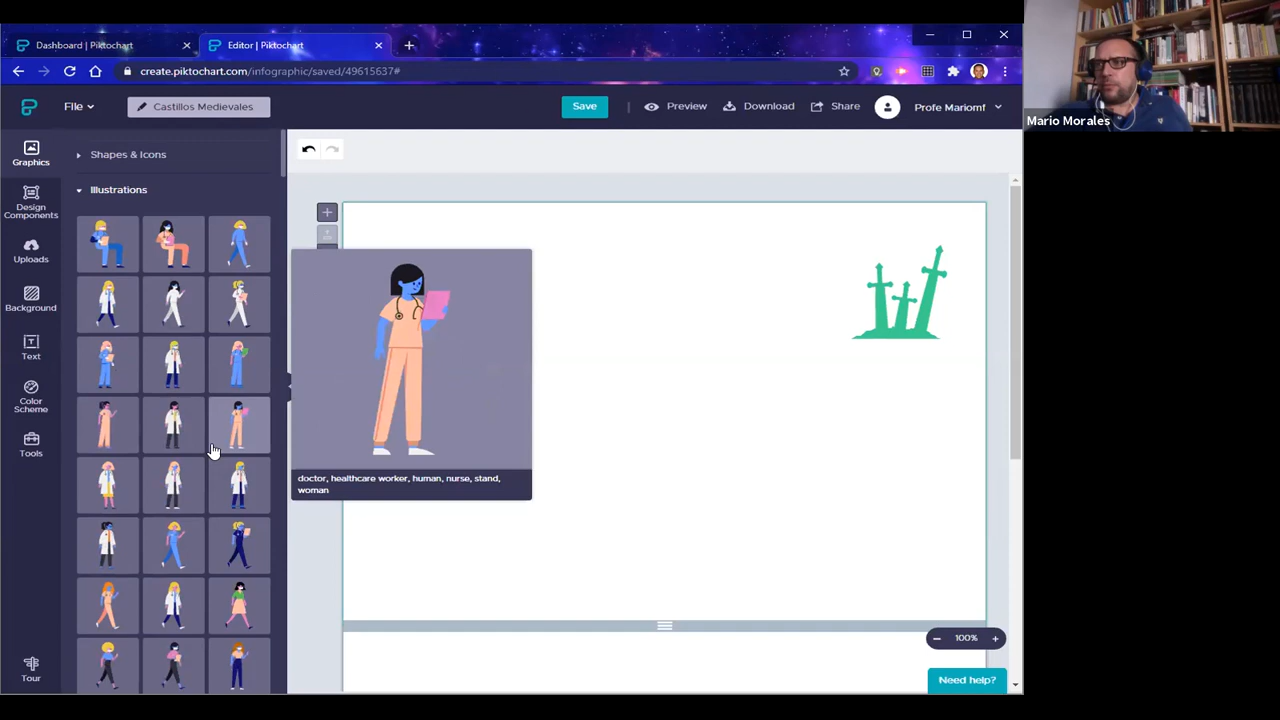 Dashboard | Piktochart
Editor | Piktochart
create.piktochart.com/infographic/saved/49615637#
File
Castillos Medievales
Save
Preview
Download
Share
Profe Mariomf
Mario Morales
Graphics
Shapes & Icons
Illustrations
Design
Components
Uploads
Background
Text
Color
Scheme
Tools
doctor, healthcare worker, human, nurse, stand,
woman
100%
Tour
Need help?